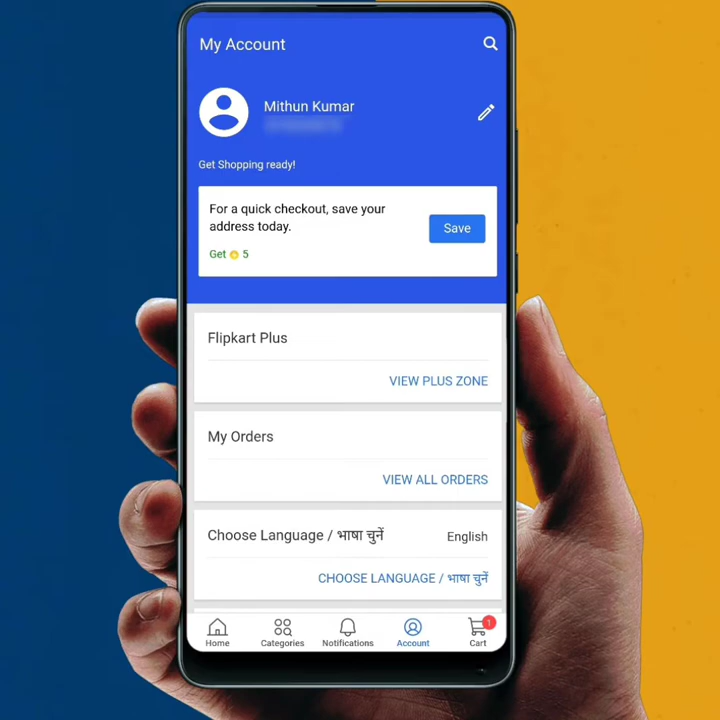 My Account
Mithun Kumar
Get Shopping ready!
For a quick checkout, save your
address today.
Save
Get 5
Flipkart Plus
VIEW PLUS ZONE
My Orders
VIEW ALL ORDERS
Choose Language / भाषा चुनें
English
CHOOSE LANGUAGE / भाषा चुनें
Home
Categories
Notifications
Account
1
Cart